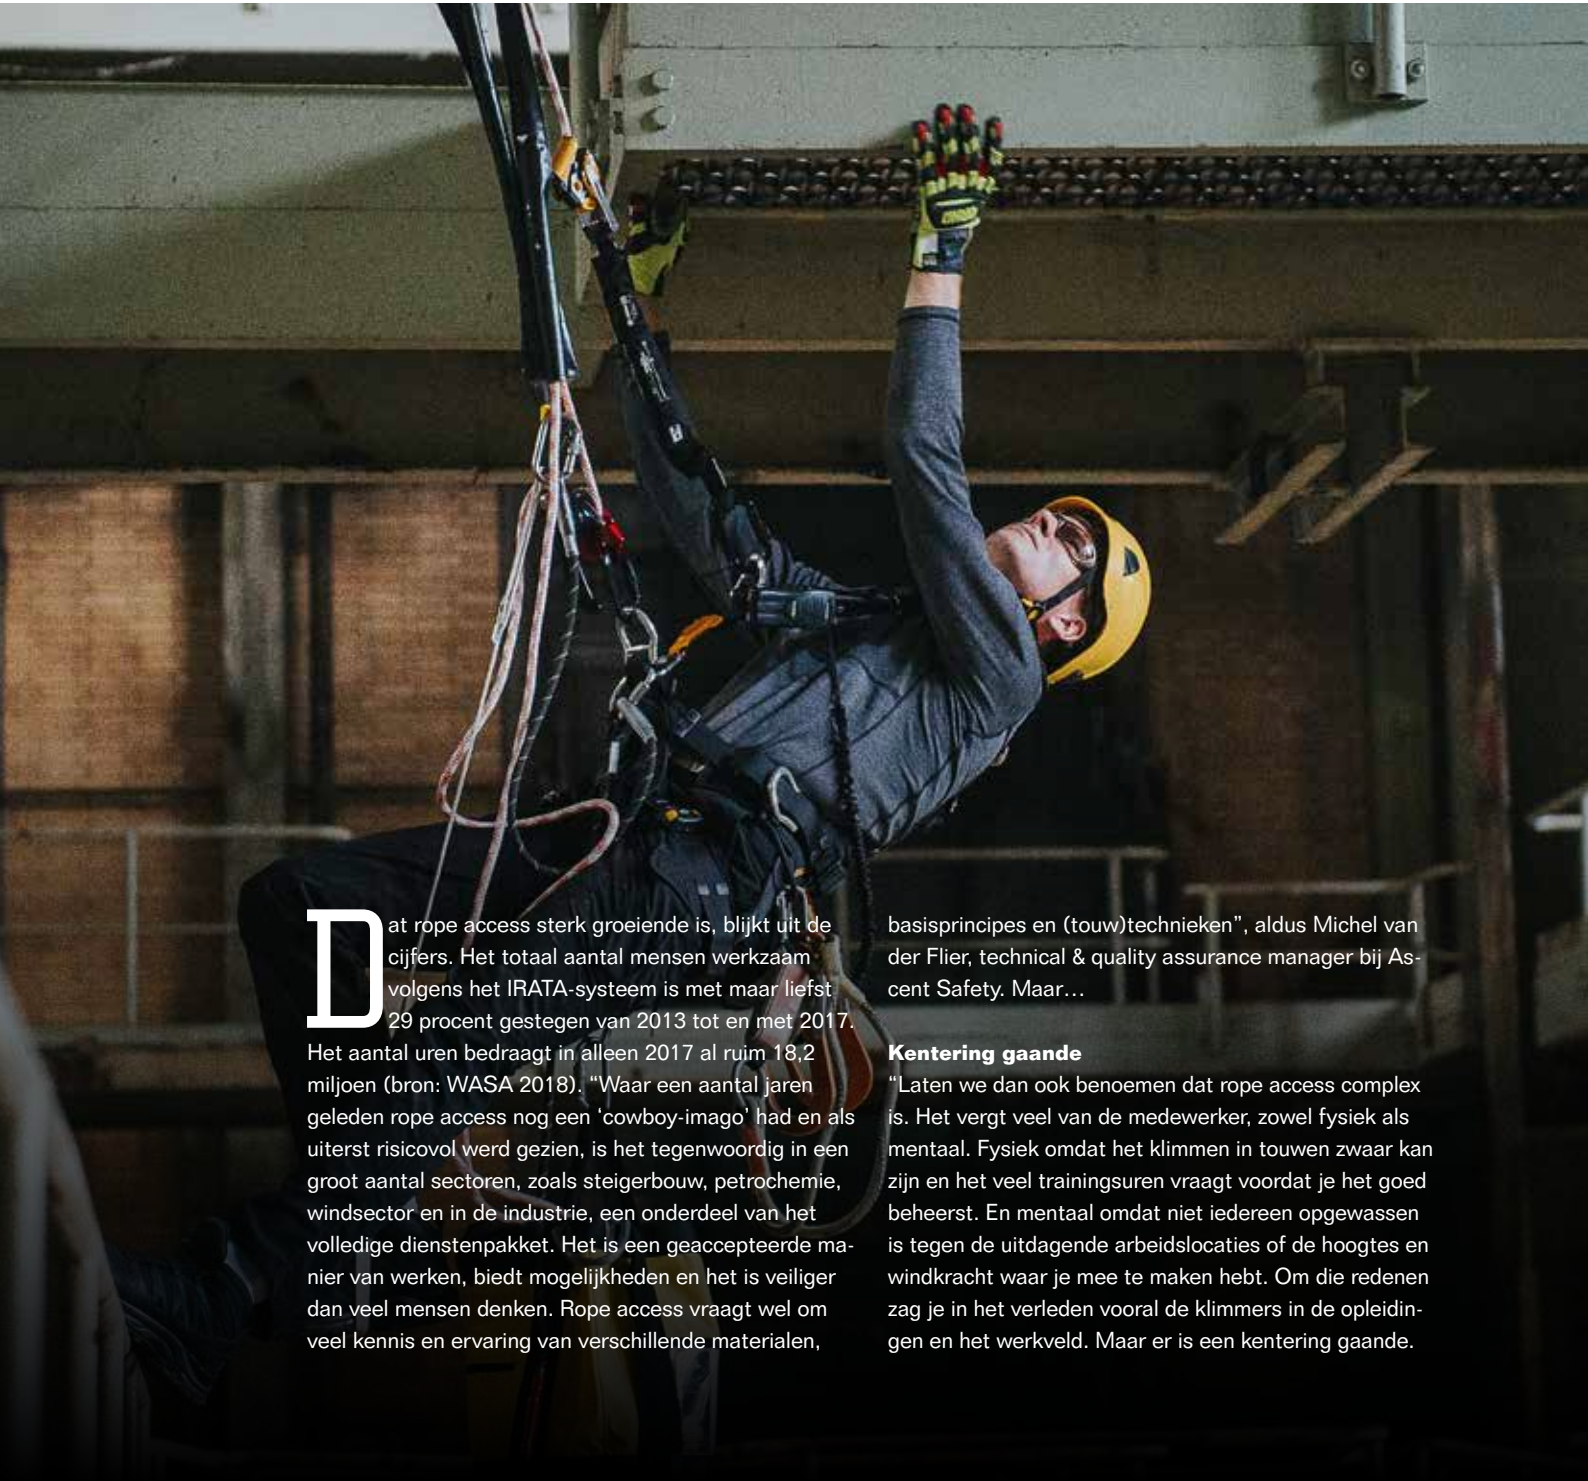 Dat rope access sterk groeiende is, blijkt uit de
cijfers. Het totaal aantal mensen werkzaam
volgens het IRATA-systeem is met maar liefst
29 procent gestegen van 2013 tot en met 2017.
Het aantal uren bedraagt in alleen 2017 al ruim 18,2
miljoen (bron: WASA 2018). “Waar een aantal jaren
geleden rope access nog een ‘cowboy-imago’ had en als
uiterst risicovol werd gezien, is het tegenwoordig in een
groot aantal sectoren, zoals steigerbouw, petrochemie,
windsector en in de industrie, een onderdeel van het
volledige dienstenpakket. Het is een geaccepteerde ma-
nier van werken, biedt mogelijkheden en het is veiliger
dan veel mensen denken. Rope access vraagt wel om
veel kennis en ervaring van verschillende materialen,
basisprincipes en (touw)technieken”, aldus Michel van
der Flier, technical & quality assurance manager bij As-
cent Safety. Maar…
Kentering gaande
“Laten we dan ook benoemen dat rope access complex
is. Het vergt veel van de medewerker, zowel fysiek als
mentaal. Fysiek omdat het klimmen in touwen zwaar kan
zijn en het veel trainingsuren vraagt voordat je het goed
beheerst. En mentaal omdat niet iedereen opgewassen
is tegen de uitdagende arbeidslocaties of de hoogtes en
windkracht waar je mee te maken hebt. Om die redenen
zag je in het verleden vooral de klimmers in de opleidin-
gen en het werkveld. Maar er is een kentering gaande.